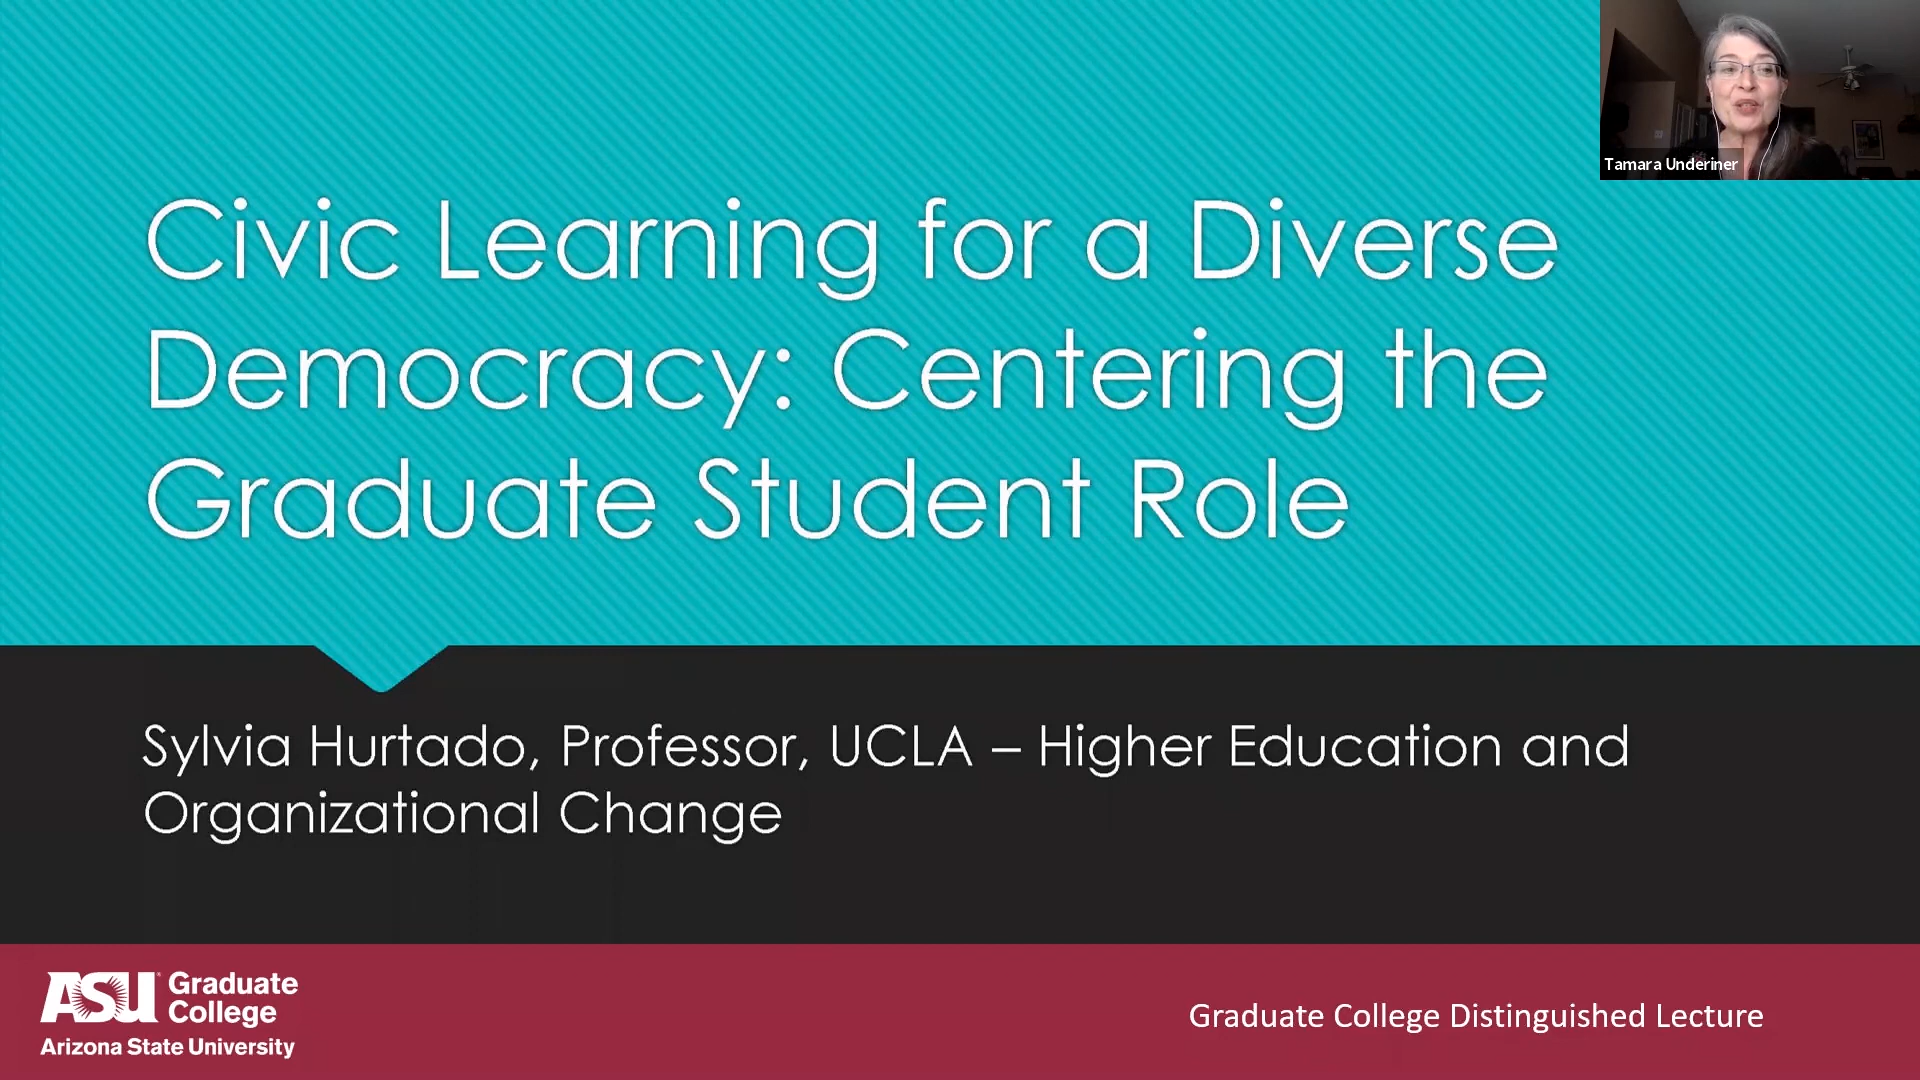 Tamara Underiner
Civic Learning for a Diverse
Democracy: Centering the
Graduate Student Role
Sylvia Hurtado, Professor, UCLA – Higher Education and
Organizational Change
ASU Graduate
College
Arizona State University
Graduate College Distinguished Lecture